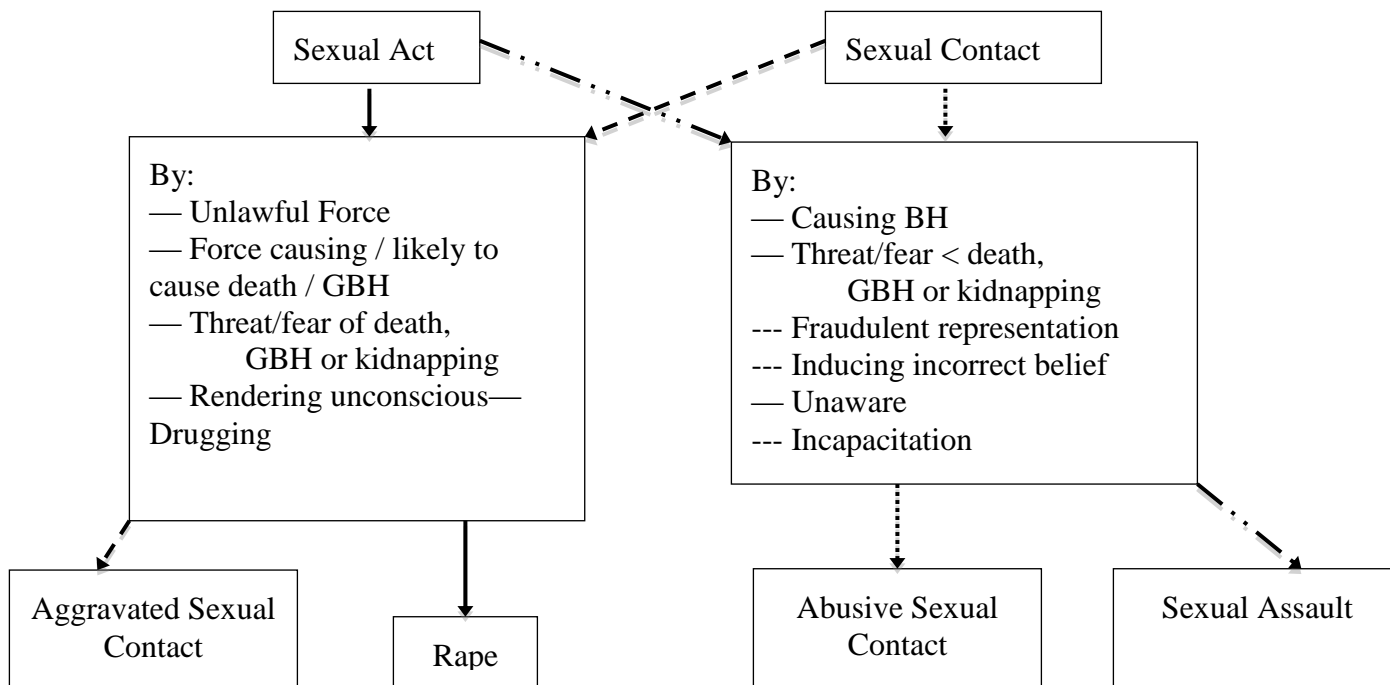 Sexual Act
Sexual Contact
By:
— Unlawful Force
— Force causing / likely to
cause death / GBH
— Threat/fear of death,
GBH or kidnapping
— Rendering unconscious—
Drugging
By:
— Causing BH
— Threat/fear < death,
GBH or kidnapping
--- Fraudulent representation
--- Inducing incorrect belief
— Unaware
--- Incapacitation
Aggravated Sexual
Contact
Rape
Abusive Sexual
Contact
Sexual Assault